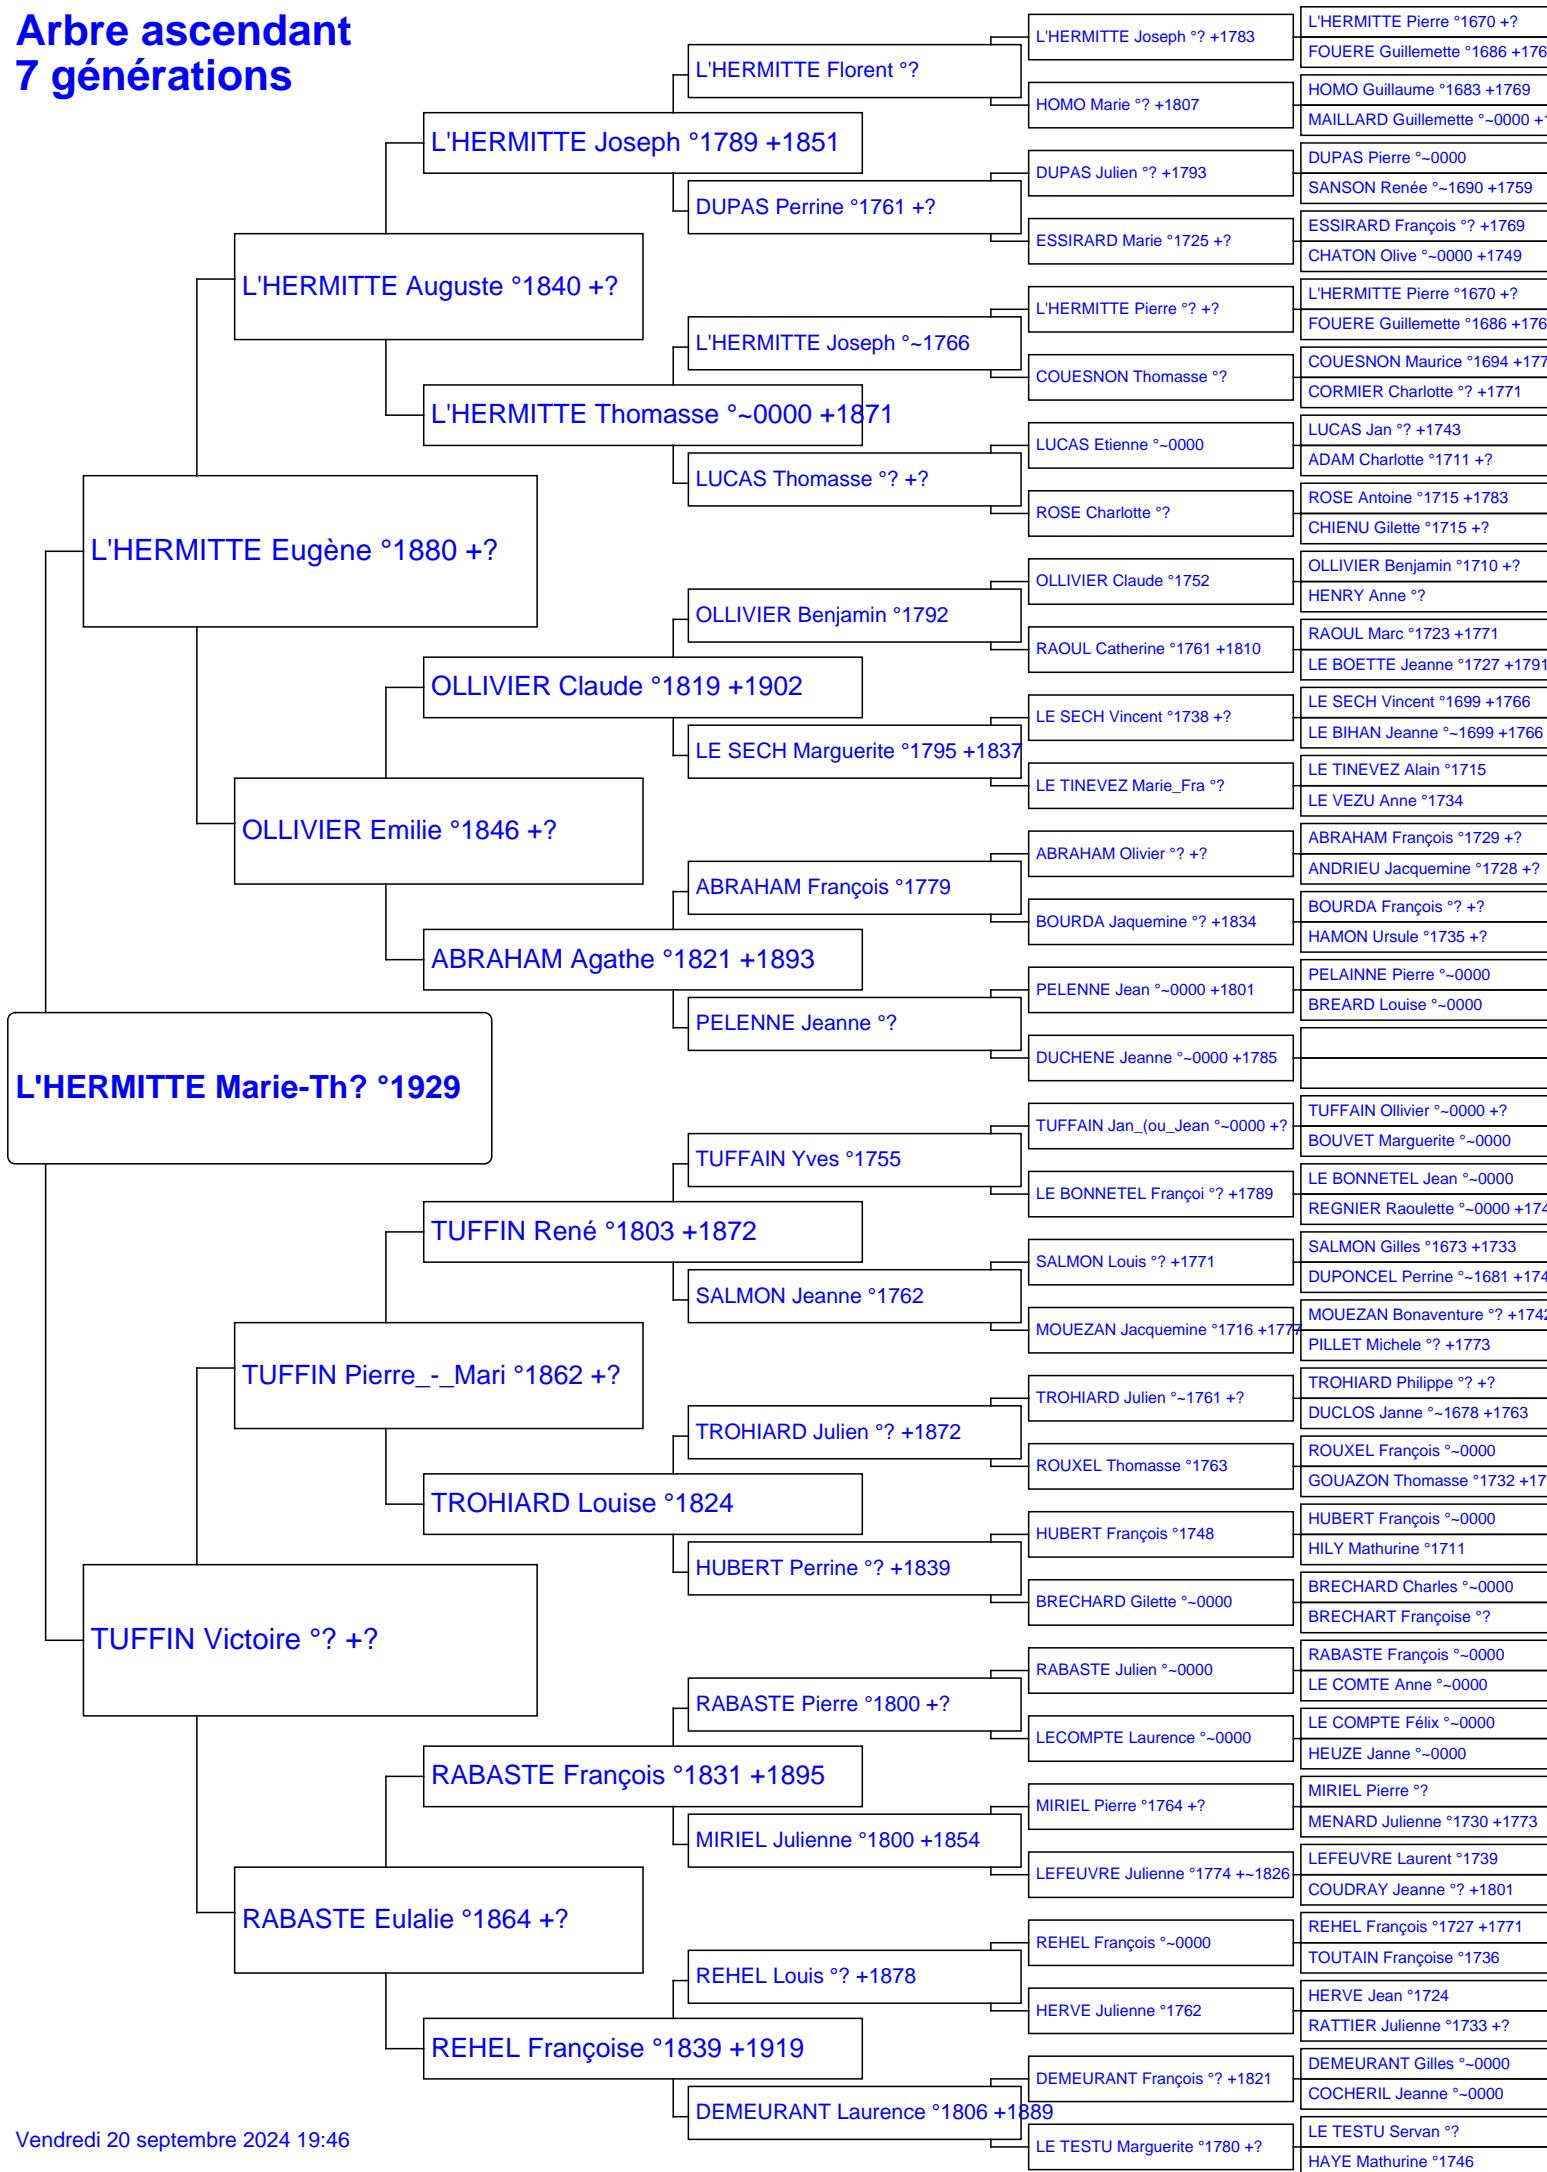 Arbre ascendant
7 générations
L'HERMITTE Marie-Th? °1929
L'HERMITTE Eugène °1880 +?
TUFFIN Victoire °? +?
L'HERMITTE Auguste °1840 +?
OLLIVIER Emilie °1846 +?
TUFFIN Pierre_-_Mari °1862 +?
RABASTE Eulalie °1864 +?
L'HERMITTE Joseph °1789 +1851
L'HERMITTE Thomasse °~0000 +1871
OLLIVIER Claude °1819 +1902
ABRAHAM Agathe °1821 +1893
TUFFIN René °1803 +1872
TROHIARD Louise °1824
RABASTE François °1831 +1895
REHEL Françoise °1839 +1919
L'HERMITTE Florent °?
DUPAS Perrine °1761 +?
L'HERMITTE Joseph °~1766
LUCAS Thomasse °? +?
OLLIVIER Benjamin °1792
LE SECH Marguerite °1795 +1837
ABRAHAM François °1779
PELENNE Jeanne °?
TUFFAIN Yves °1755
SALMON Jeanne °1762
TROHIARD Julien °? +1872
HUBERT Perrine °? +1839
RABASTE Pierre °1800 +?
MIRIEL Julienne °1800 +1854
REHEL Louis °? +1878
DEMEURANT Laurence °1806 +1889
L'HERMITTE Joseph °? +1783
HOMO Marie °? +1807
DUPAS Julien °? +1793
ESSIRARD Marie °1725 +?
L'HERMITTE Pierre °? +?
COUESNON Thomasse °?
LUCAS Etienne °~0000
ROSE Charlotte °?
OLLIVIER Claude °1752
RAOUL Catherine °1761 +1810
LE SECH Vincent °1738 +?
LE TINEVEZ Marie_Fra °?
ABRAHAM Olivier °? +?
BOURDA Jaquemine °? +1834
PELENNE Jean °~0000 +1801
DUCHENE Jeanne °~0000 +1785
TUFFAIN Jan_(ou_Jean °~0000 +?
LE BONNETEL Françoi °? +1789
SALMON Louis °? +1771
MOUEZAN Jacquemine °1716 +1777
TROHIARD Julien °~1761 +?
ROUXEL Thomasse °1763
HUBERT François °1748
BRECHARD Gilette °~0000
RABASTE Julien °~0000
LECOMPTE Laurence °~0000
MIRIEL Pierre °1764 +?
LEFEUVRE Julienne °1774 +~1826
REHEL François °~0000
HERVE Julienne °1762
DEMEURANT François °? +1821
LE TESTU Marguerite °1780 +?
L'HERMITTE Pierre °1670 +?
FOUERE Guillemette °1686 +176
HOMO Guillaume °1683 +1769
MAILLARD Guillemette °~0000 +1
DUPAS Pierre °~0000
SANSON Renée °~1690 +1759
ESSIRARD François °? +1769
CHATON Olive °~0000 +1749
L'HERMITTE Pierre °1670 +?
FOUERE Guillemette °1686 +176
COUESNON Maurice °1694 +177
CORMIER Charlotte °? +1771
LUCAS Jan °? +1743
ADAM Charlotte °1711 +?
ROSE Antoine °1715 +1783
CHIENU Gilette °1715 +?
OLLIVIER Benjamin °1710 +?
HENRY Anne °?
RAOUL Marc °1723 +1771
LE BOETTE Jeanne °1727 +1791
LE SECH Vincent °1699 +1766
LE BIHAN Jeanne °~1699 +1766
LE TINEVEZ Alain °1715
LE VEZU Anne °1734
ABRAHAM François °1729 +?
ANDRIEU Jacquemine °1728 +?
BOURDA François °? +?
HAMON Ursule °1735 +?
PELAINNE Pierre °~0000
BREARD Louise °~0000
TUFFAIN Ollivier °~0000 +?
BOUVET Marguerite °~0000
LE BONNETEL Jean °~0000
REGNIER Raoulette °~0000 +174
SALMON Gilles °1673 +1733
DUPONCEL Perrine °~1681 +174
MOUEZAN Bonaventure °? +1742
PILLET Michele °? +1773
TROHIARD Philippe °? +?
DUCLOS Janne °~1678 +1763
ROUXEL François °~0000
GOUAZON Thomasse °1732 +17
HUBERT François °~0000
HILY Mathurine °1711
BRECHARD Charles °~0000
BRECHART Françoise °?
RABASTE François °~0000
LE COMTE Anne °~0000
LE COMPTE Félix °~0000
HEUZE Janne °~0000
MIRIEL Pierre °?
MENARD Julienne °1730 +1773
LEFEUVRE Laurent °1739
COUDRAY Jeanne °? +1801
REHEL François °1727 +1771
TOUTAIN Françoise °1736
HERVE Jean °1724
RATTIER Julienne °1733 +?
DEMEURANT Gilles °~0000
COCHERIL Jeanne °~0000
LE TESTU Servan °?
HAYE Mathurine °1746
Vendredi 20 septembre 2024 19:46